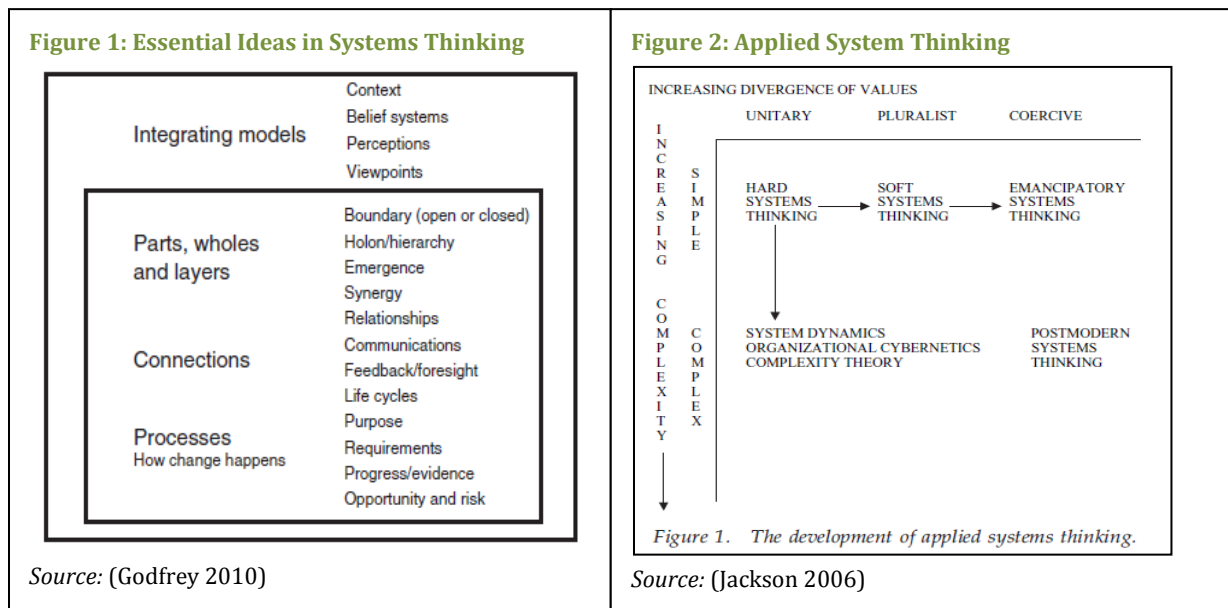 Figure 1: Essential Ideas in Systems Thinking
Integrating models
Context
Belief systems
Perceptions
Viewpoints
Parts, wholes
and layers
Boundary (open or closed)
Holon/hierarchy
Emergence
Synergy
Relationships
Connections
Communications
Feedback/foresight
Life cycles
Processes
How change happens
Purpose
Requirements
Progress/evidence
Opportunity and risk
Source: (Godfrey 2010)
Figure 2: Applied System Thinking
INCREASING DIVERGENCE OF VALUES
UNITARY PLURALIST COERCIVE
INCREASING COMPLEXITY
SIMPLE
COMPLEX
HARD
SYSTEMS
THINKING
SOFT
SYSTEMS
THINKING
EMANCIPATORY
SYSTEMS
THINKING
SYSTEM DYNAMICS
ORGANIZATIONAL CYBERNETICS
COMPLEXITY THEORY
POSTMODERN
SYSTEMS
THINKING
Figure 1. The development of applied systems thinking.
Source: (Jackson 2006)